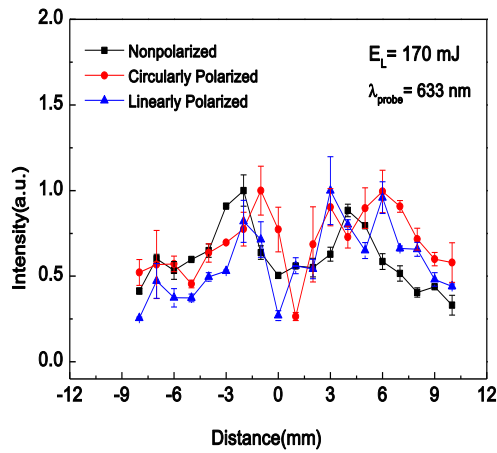 2.0
1.5
1.0
0.5
0.0
Intensity(a.u.)
Nonpolarized
Circularly Polarized
Linearly Polarized
E_L = 170 mJ
λ_probe = 633 nm
-12 -9 -6 -3 0 3 6 9 12
Distance(mm)